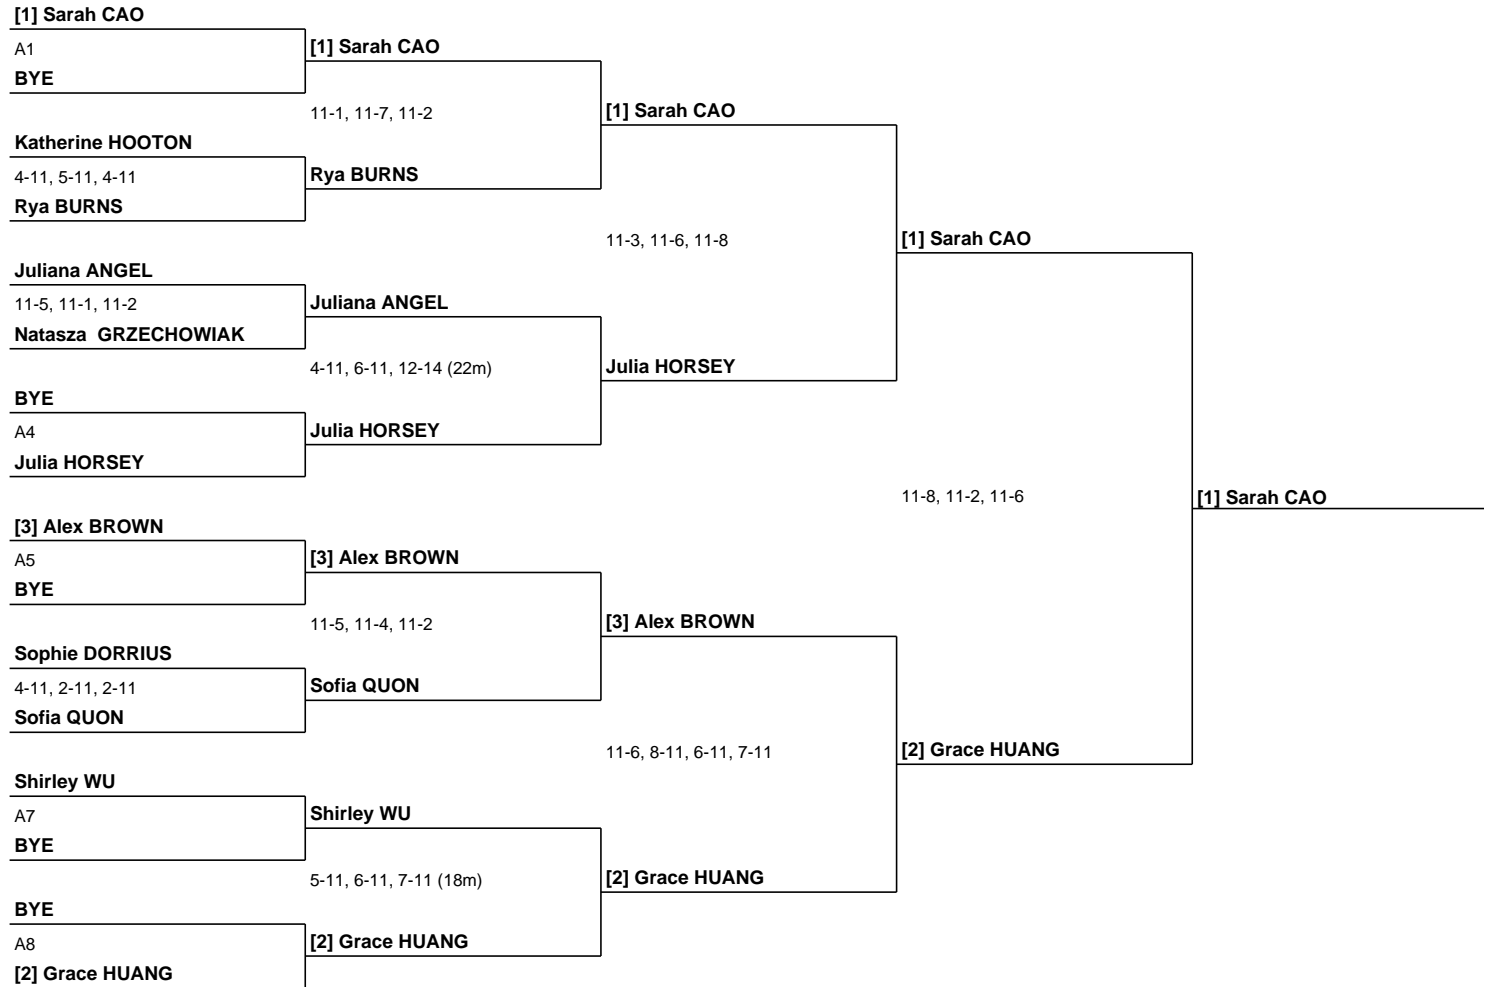 [1] Sarah CAO
A1
BYE
Katherine HOOTON
4-11, 5-11, 4-11
Rya BURNS
Juliana ANGEL
11-5, 11-1, 11-2
Natasza  GRZECHOWIAK
BYE
A4
Julia HORSEY
[3] Alex BROWN
A5
BYE
Sophie DORRIUS
4-11, 2-11, 2-11
Sofia QUON
Shirley WU
A7
BYE
BYE
A8
[2] Grace HUANG
[1] Sarah CAO
11-1, 11-7, 11-2
Rya BURNS
Juliana ANGEL
4-11, 6-11, 12-14 (22m)
Julia HORSEY
[3] Alex BROWN
11-5, 11-4, 11-2
Sofia QUON
Shirley WU
5-11, 6-11, 7-11 (18m)
[2] Grace HUANG
[1] Sarah CAO
11-3, 11-6, 11-8
Julia HORSEY
[3] Alex BROWN
11-6, 8-11, 6-11, 7-11
[2] Grace HUANG
[1] Sarah CAO
11-8, 11-2, 11-6
[2] Grace HUANG
[1] Sarah CAO